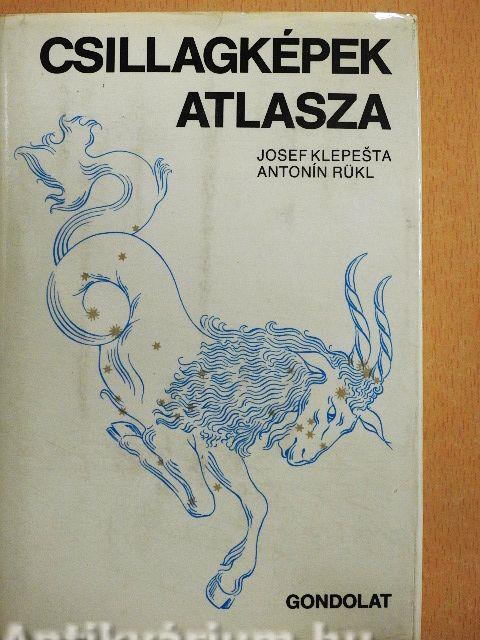 CSILLAGKÉPEK
ATLASZA
JOSEF KLEPEŠTA
ANTONÍN RÜKL
GONDOLAT
Antikvárium.hu